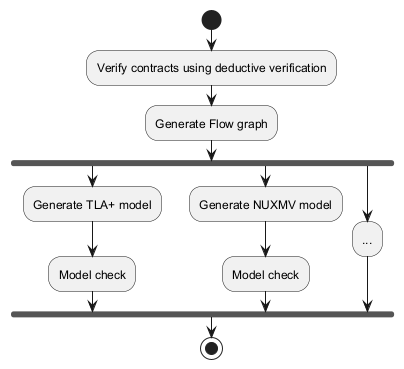 Verify contracts using deductive verification
Generate Flow graph
Generate TLA+ model
Generate NUXMV model
...
Model check
Model check